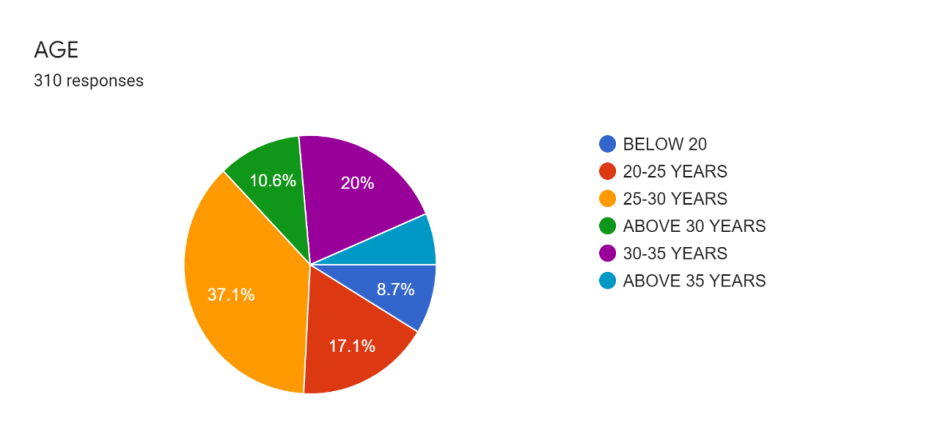 AGE
310 responses
10.6%
20%
37.1%
8.7%
17.1%
BELOW 20
20-25 YEARS
25-30 YEARS
ABOVE 30 YEARS
30-35 YEARS
ABOVE 35 YEARS